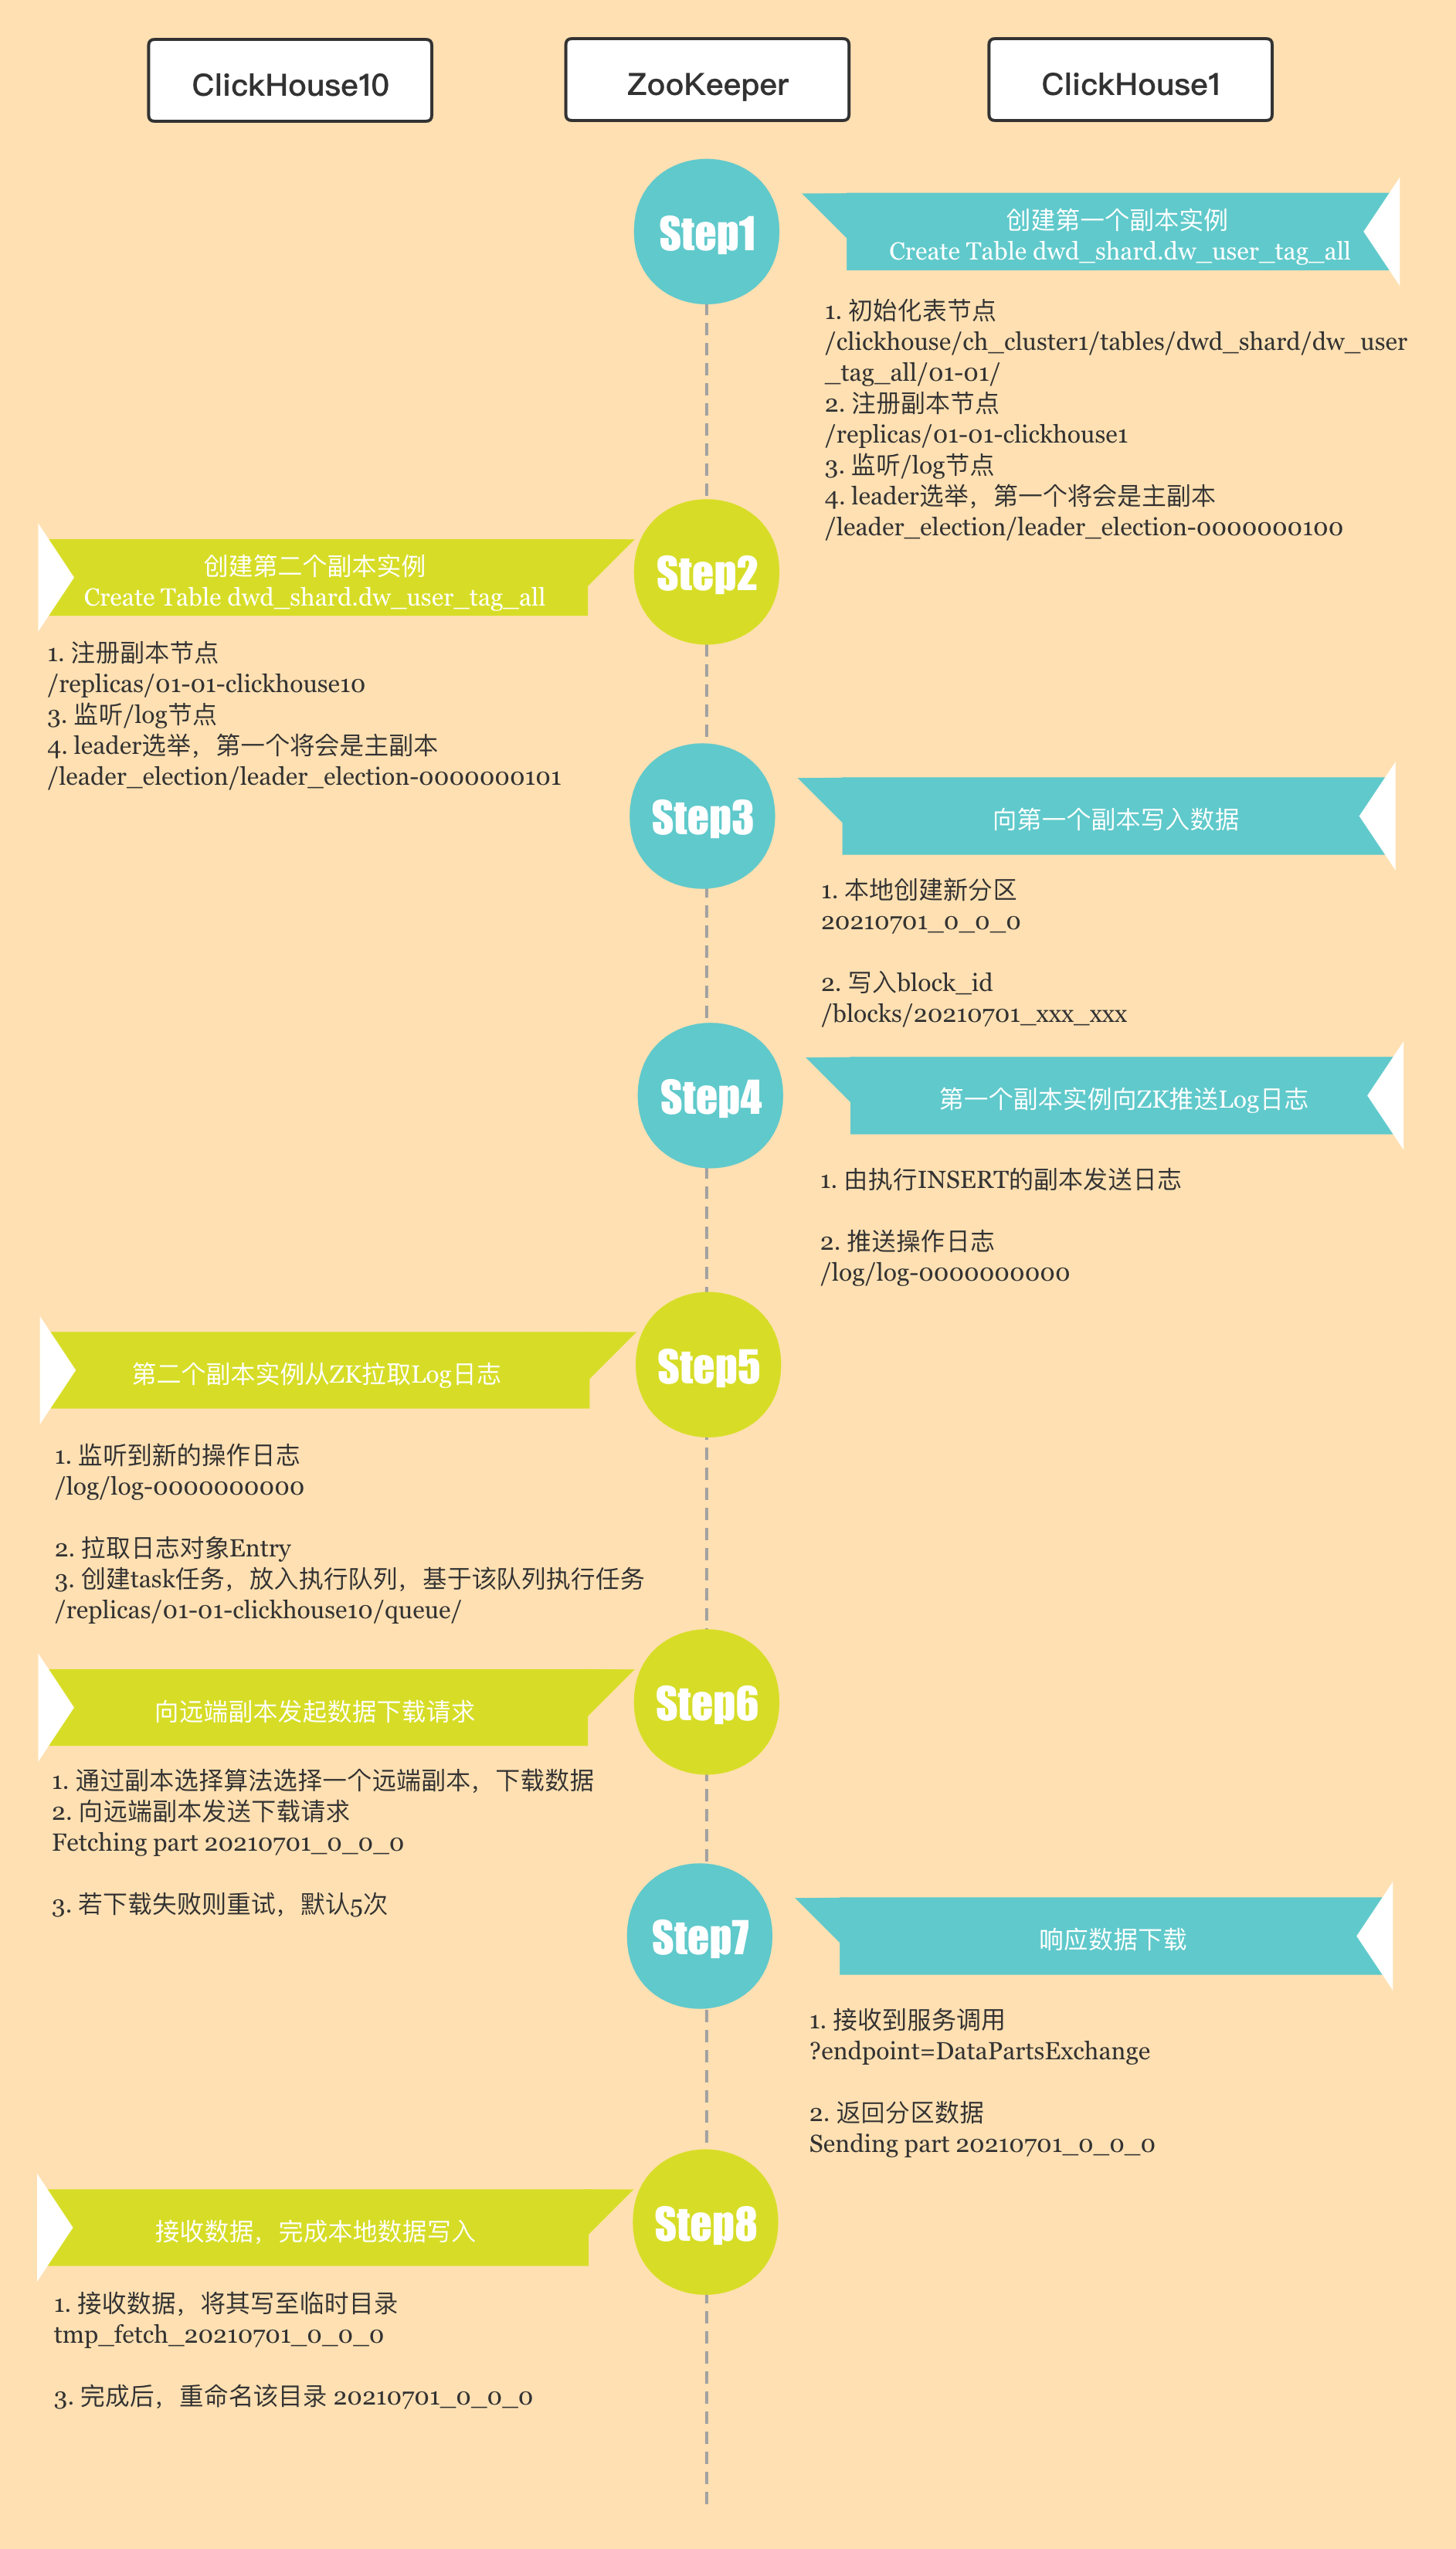 ClickHouse10
ZooKeeper
ClickHouse1
Step1
创建第一个副本实例
Create Table dwd_shard.dw_user_tag_all
1. 初始化表节点
/clickhouse/ch_cluster1/tables/dwd_shard/dw_user
_tag_all/01-01/
2. 注册副本节点
/replicas/01-01-clickhouse1
3. 监听/log节点
4. leader选举，第一个将会是主副本
/leader_election/leader_election-0000000100
Step2
创建第二个副本实例
Create Table dwd_shard.dw_user_tag_all
1. 注册副本节点
/replicas/01-01-clickhouse10
3. 监听/log节点
4. leader选举，第一个将会是主副本
/leader_election/leader_election-0000000101
Step3
向第一个副本写入数据
1. 本地创建新分区
20210701_0_0_0
2. 写入block_id
/blocks/20210701_xxx_xxx
Step4
第一个副本实例向ZK推送Log日志
1. 由执行INSERT的副本发送日志
2. 推送操作日志
/log/log-0000000000
Step5
第二个副本实例从ZK拉取Log日志
1. 监听到新的操作日志
/log/log-0000000000
2. 拉取日志对象Entry
3. 创建task任务，放入执行队列，基于该队列执行任务
/replicas/01-01-clickhouse10/queue/
Step6
向远端副本发起数据下载请求
1. 通过副本选择算法选择一个远端副本，下载数据
2. 向远端副本发送下载请求
Fetching part 20210701_0_0_0
3. 若下载失败则重试，默认5次
Step7
响应数据下载
1. 接收到服务调用
?endpoint=DataPartsExchange
2. 返回分区数据
Sending part 20210701_0_0_0
Step8
接收数据，完成本地数据写入
1. 接收数据，将其写至临时目录
tmp_fetch_20210701_0_0_0
3. 完成后，重命名该目录 20210701_0_0_0